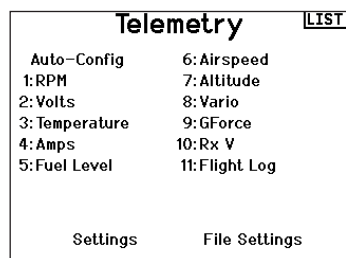 Telemetry
LIST
Auto-Config
1:RPM
2:Volts
3:Temperature
4:Amps
5:Fuel Level
6:Airspeed
7:Altitude
8:Vario
9:GForce
10:Rx V
11:Flight Log
Settings
File Settings